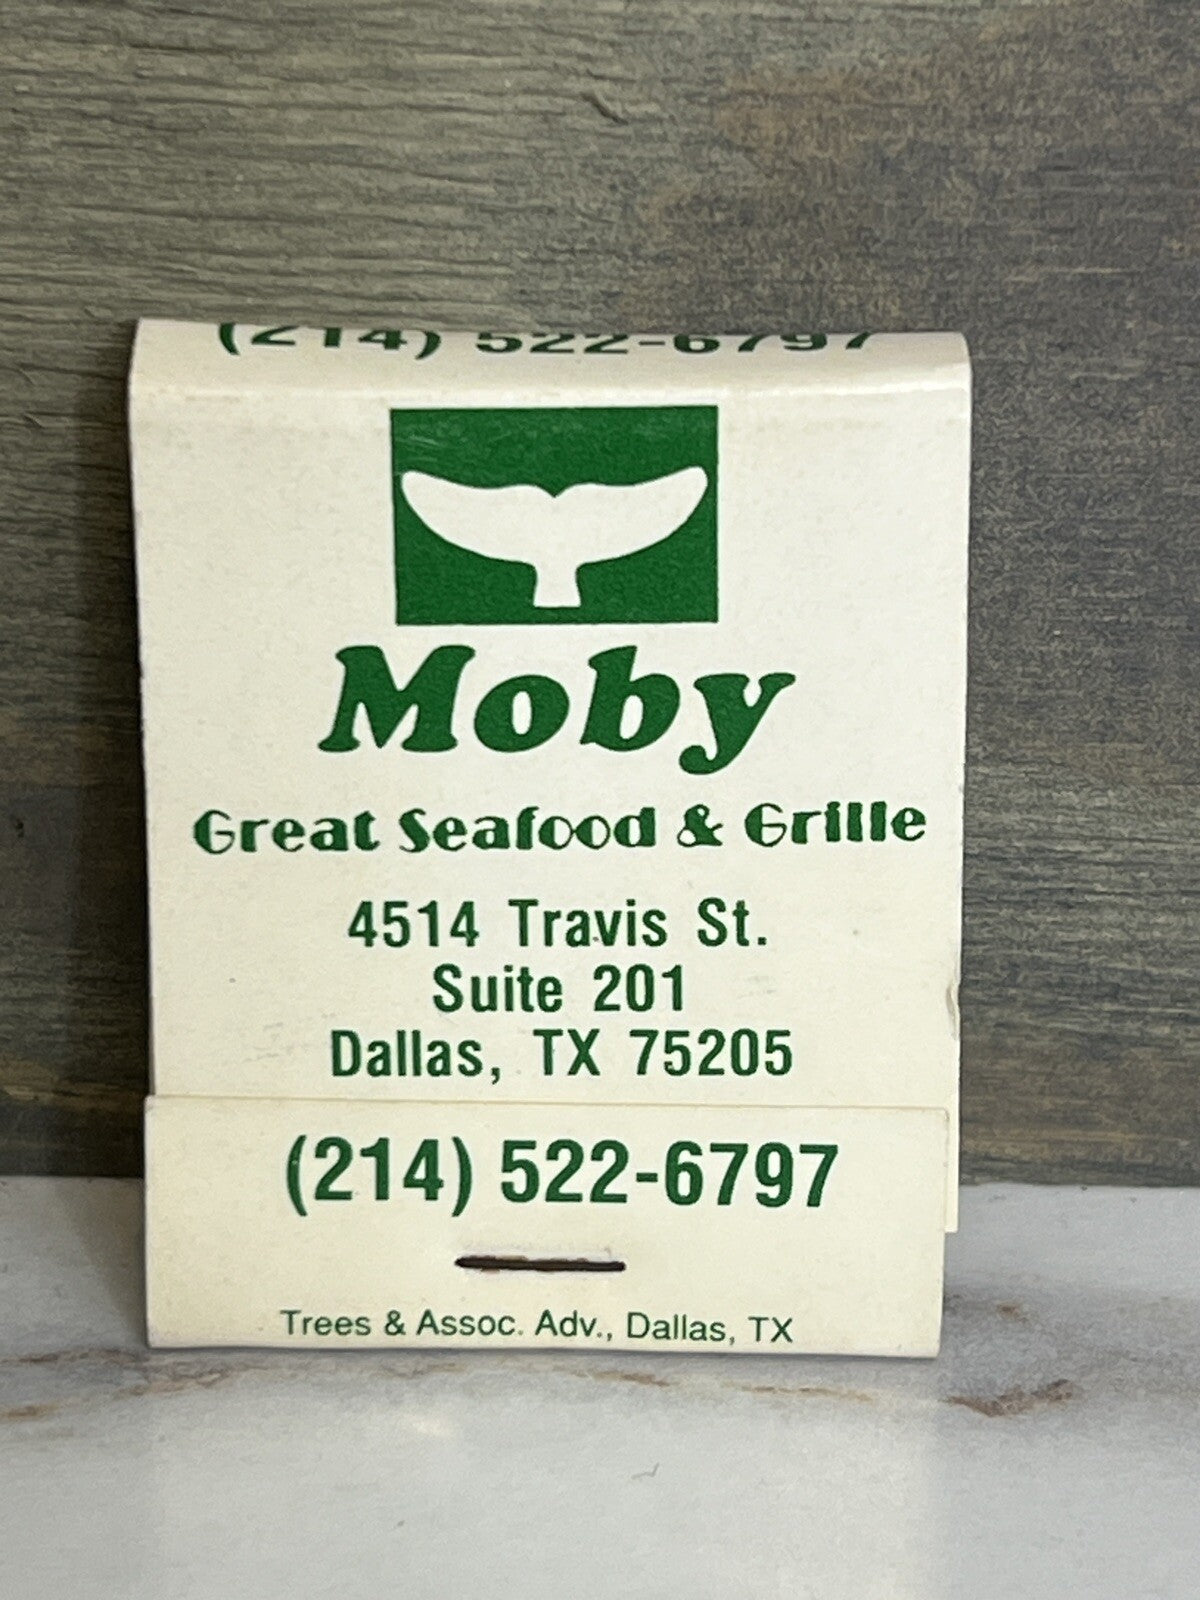 (214) 522-6797
Moby
Great Seafood & Grille
4514 Travis St.
Suite 201
Dallas, TX 75205
(214) 522-6797
Trees & Assoc. Adv., Dallas, TX